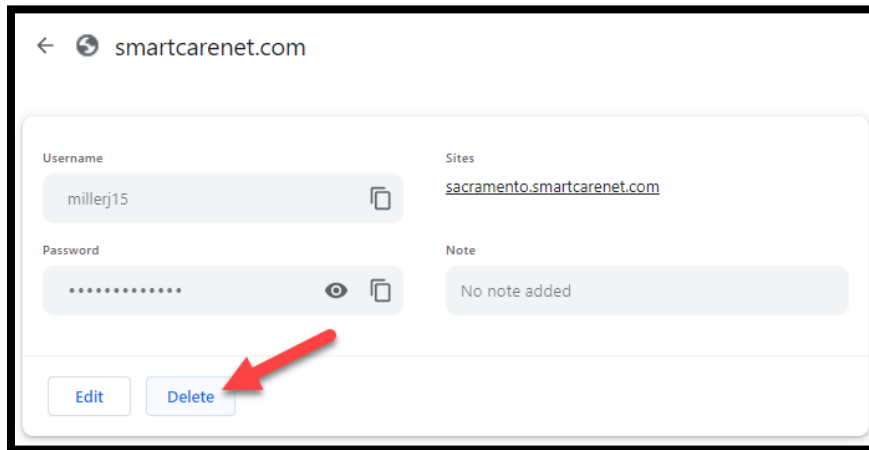 smartcarenet.com
Username
millerj15
Sites
sacramento.smartcarenet.com
Password
•••••••••••••
Note
No note added
Edit
Delete